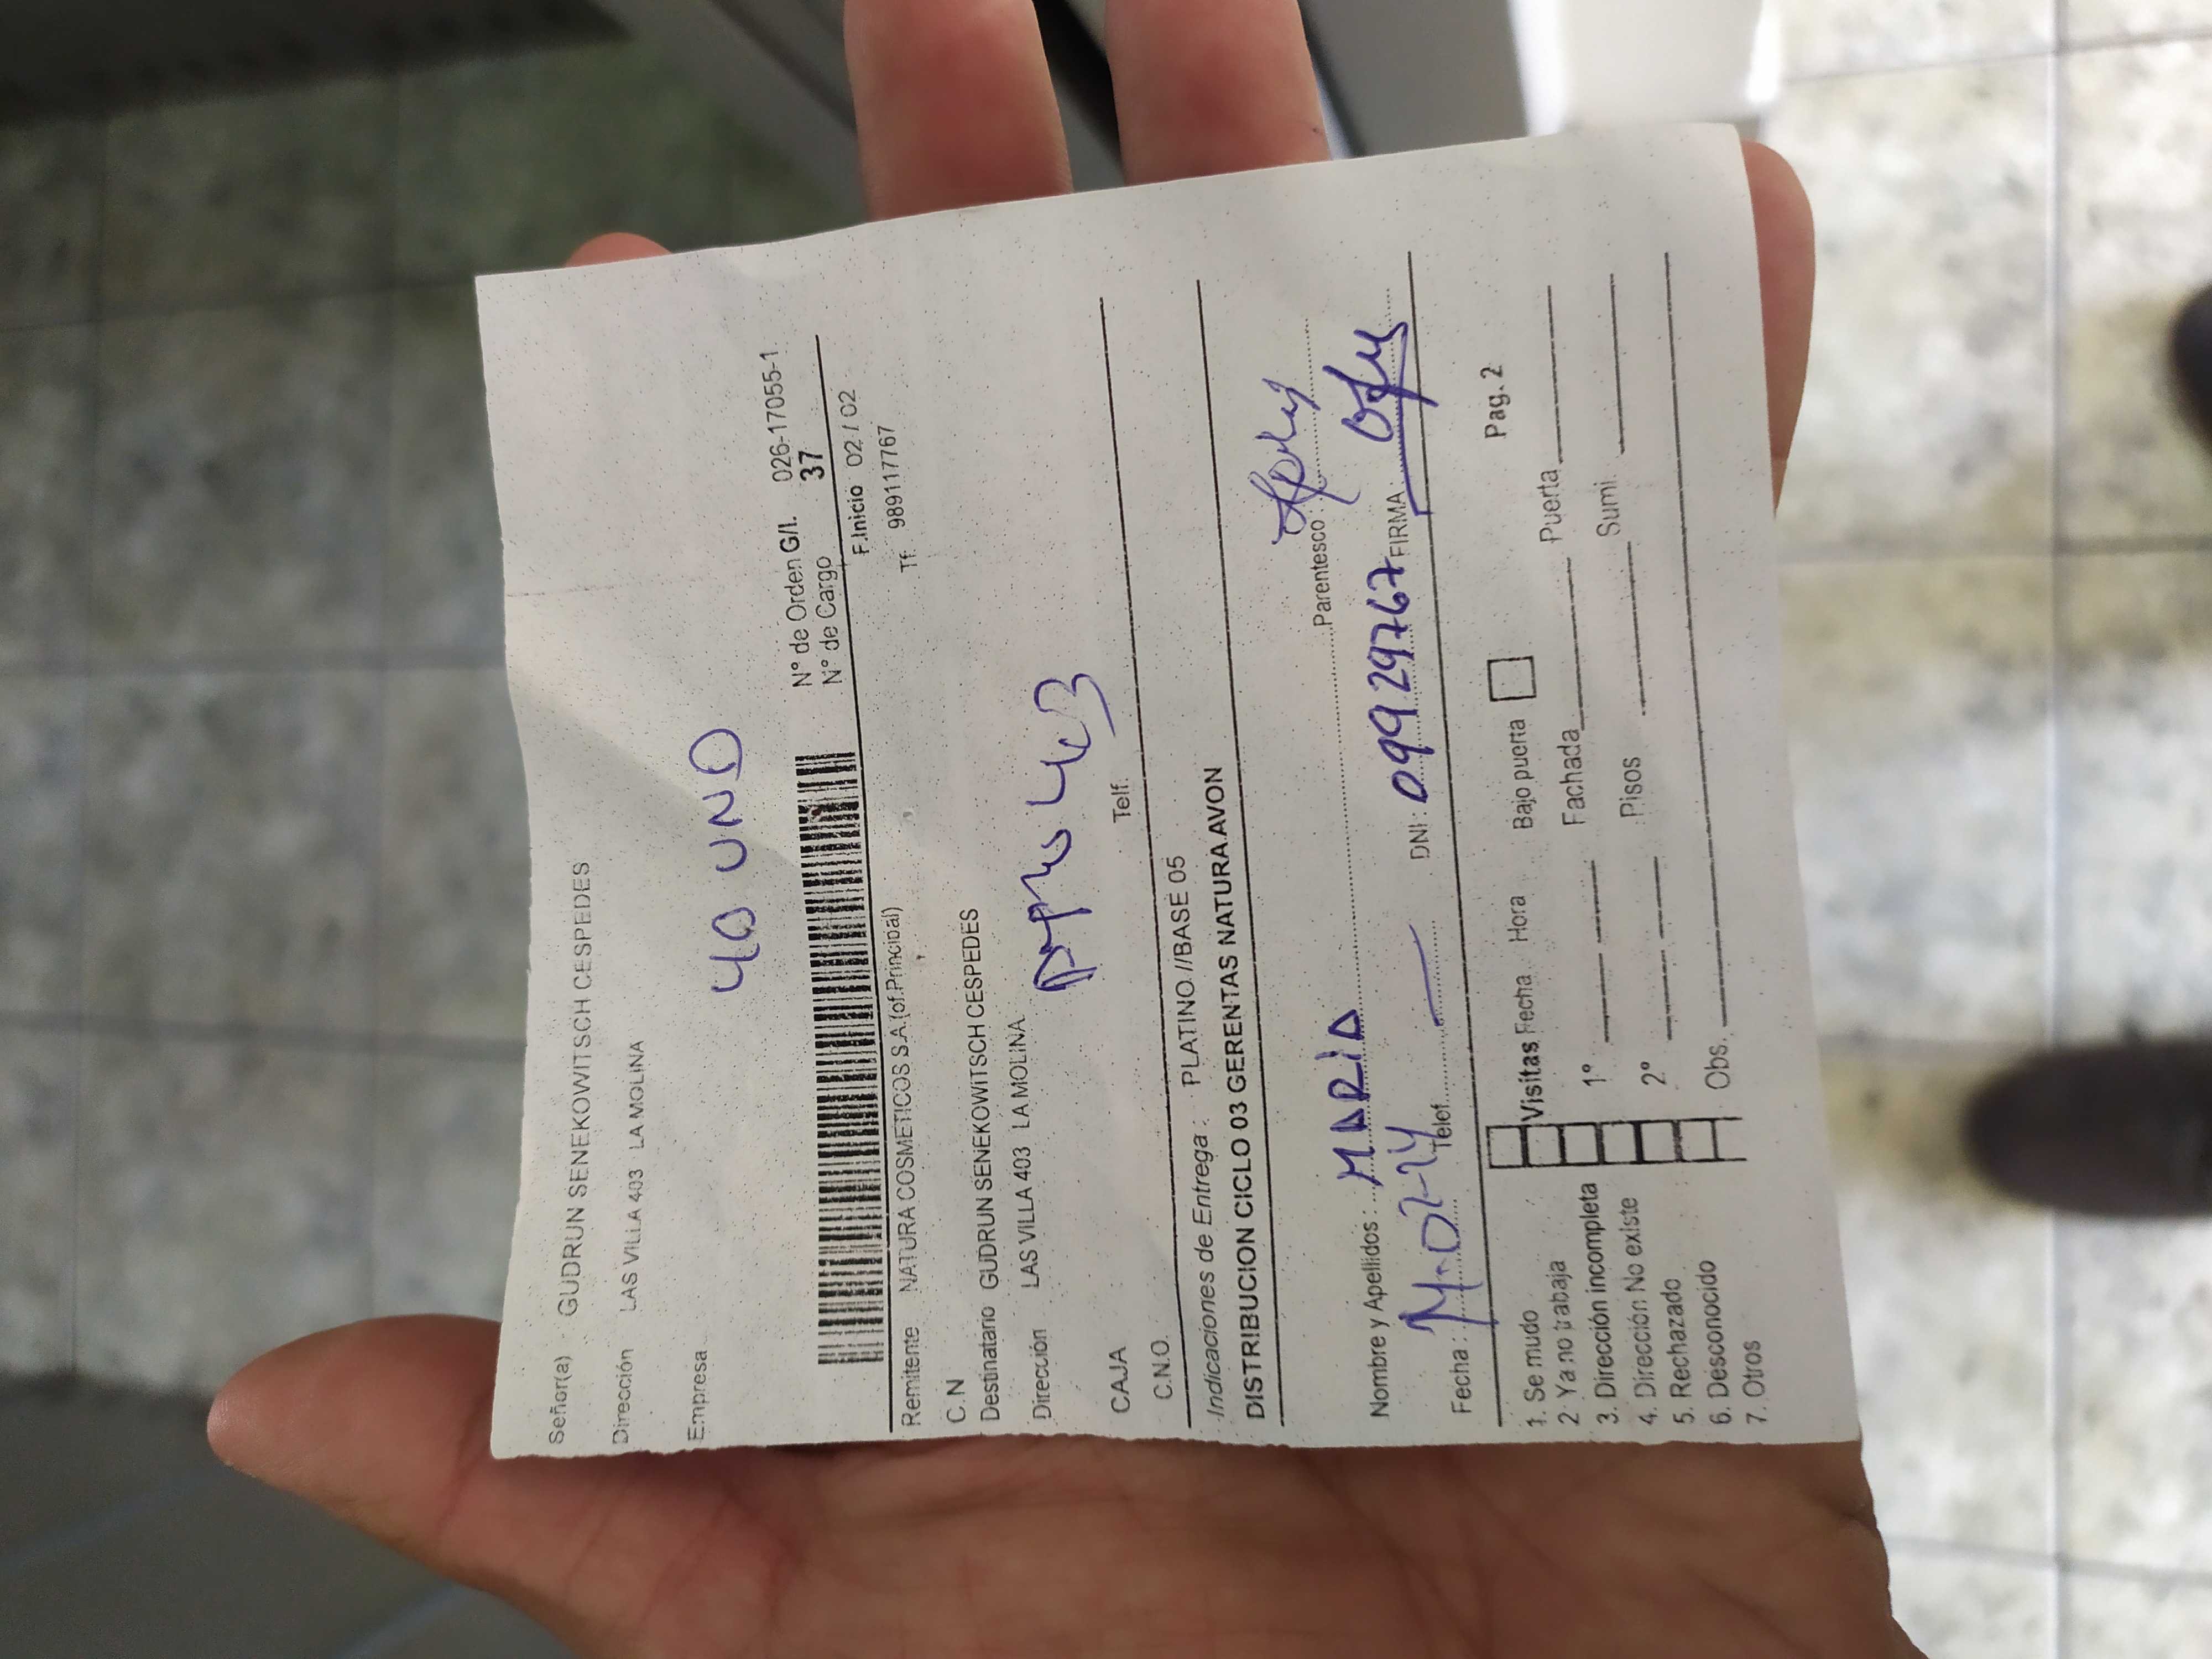 Señor(a) GUDRUN SENEKOWITSCH CESPEDES
Dirección LAS VILLA 403 LA MOLINA
Empresa
40 UND
N° de Orden G/I. 026-17055-1
N° de Cargo 37
Remitente NATURA COSMETICOS S.A.(of.Principal) F.Inicio 02 / 02
C.N Tf. 989117767
Destinatario GUDRUN SENEKOWITSCH CESPEDES
Dirección LAS VILLA 403 LA MOLINA
403
CAJA Telf.
C.N.O.
Indicaciones de Entrega : PLATINO //BASE 05
DISTRIBUCION CICLO 03 GERENTAS NATURA AVON
Parentesco :
Nombre y Apellidos : MARIA
Fecha : Telef. DNI : 09929767 FIRMA :
Pag. 2
1. Se mudo Visitas Fecha Hora Bajo puerta
2 Ya no trabaja
3. Dirección incompleta 1° Fachada Puerta
4. Dirección No existe
5. Rechazado 2° Pisos Sumi.
6. Desconocido
7. Otros Obs.